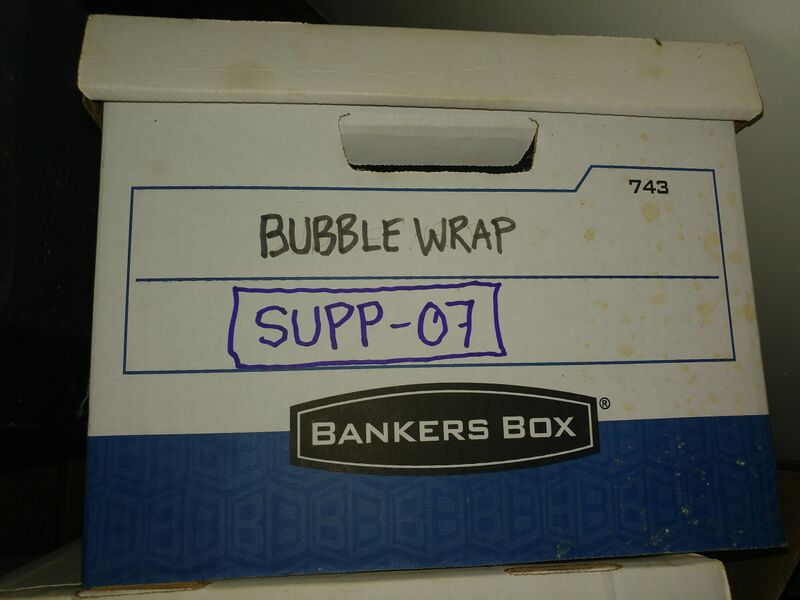 743
BUBBLE WRAP
SUPP-07
BANKERS BOX®